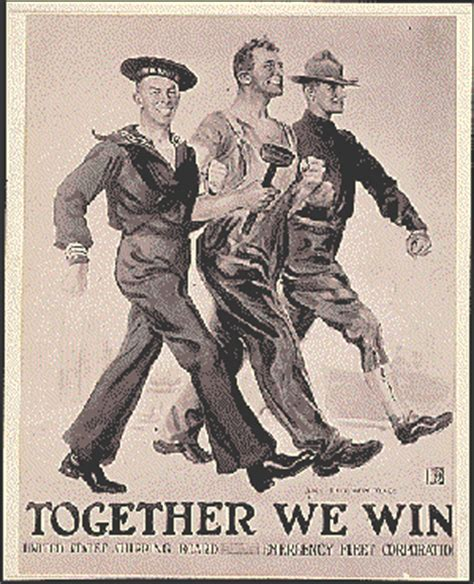 TOGETHER WE WIN
UNITED STATES SHIPPING BOARD EMERGENCY FLEET CORPORATION